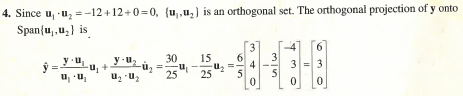 4. Since u₁·u₂ = −12+12+0 = 0, {u₁,u₂} is an orthogonal set. The orthogonal projection of y onto
Span{u₁,u₂} is
ŷ = (y·u₁)/(u₁·u₁) u₁ + (y·u₂)/(u₂·u₂) u₂ = 30/25 u₁ − 15/25 u₂ = 6/5 [3 4 0] − 3/5 [−4 3 0] = [6 3 0]